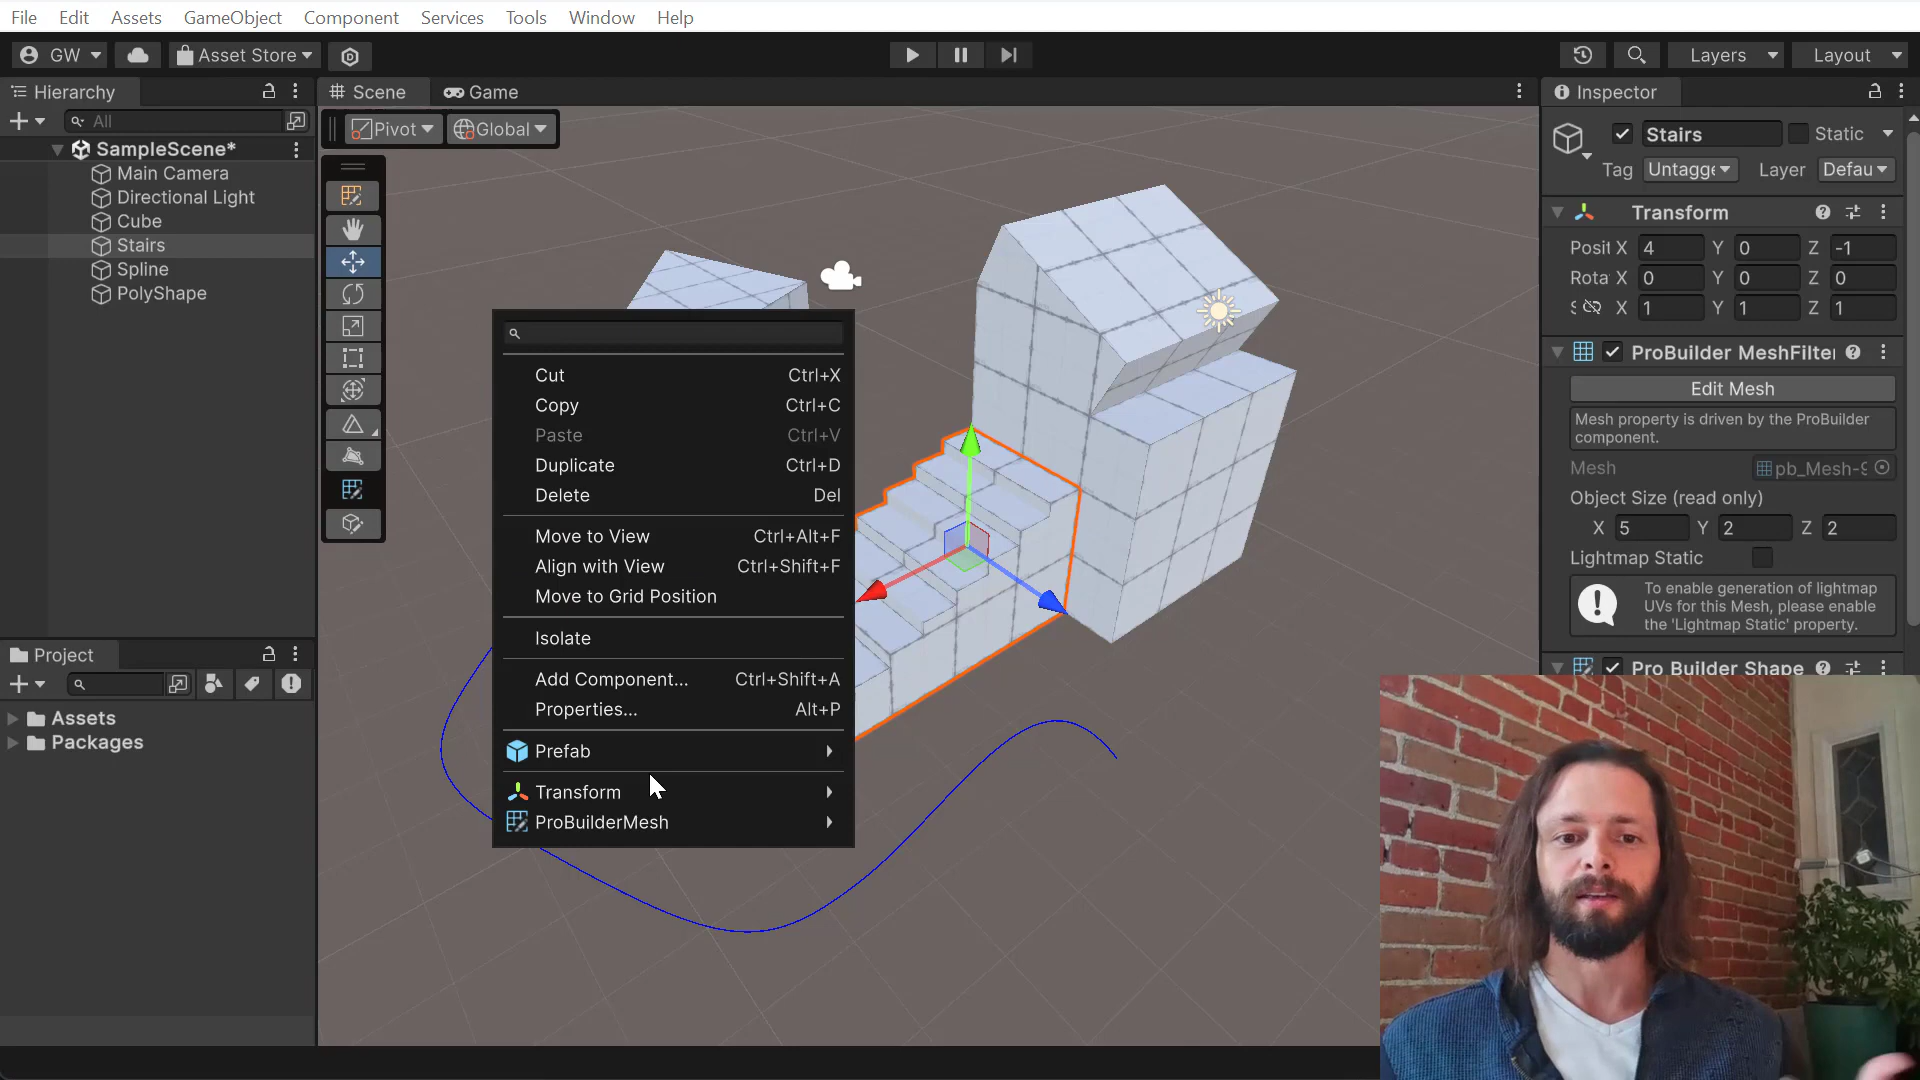 File Edit Assets GameObject Component Services Tools Window Help
GW Asset Store Layers Layout
Hierarchy
All
SampleScene*
Main Camera
Directional Light
Cube
Stairs
Spline
PolyShape
Project
Assets
Packages
Scene Game
Pivot Global
Cut Ctrl+X
Copy Ctrl+C
Paste Ctrl+V
Duplicate Ctrl+D
Delete Del
Move to View Ctrl+Alt+F
Align with View Ctrl+Shift+F
Move to Grid Position
Isolate
Add Component... Ctrl+Shift+A
Properties... Alt+P
Prefab
Transform
ProBuilderMesh
Inspector
Stairs Static
Tag Untagge Layer Defau
Transform
Posit X 4 Y 0 Z -1
Rota X 0 Y 0 Z 0
S X 1 Y 1 Z 1
ProBuilder MeshFilter
Edit Mesh
Mesh property is driven by the ProBuilder
component.
Mesh pb_Mesh-9
Object Size (read only)
X 5 Y 2 Z 2
Lightmap Static
To enable generation of lightmap
UVs for this Mesh, please enable
the 'Lightmap Static' property.
Pro Builder Shape